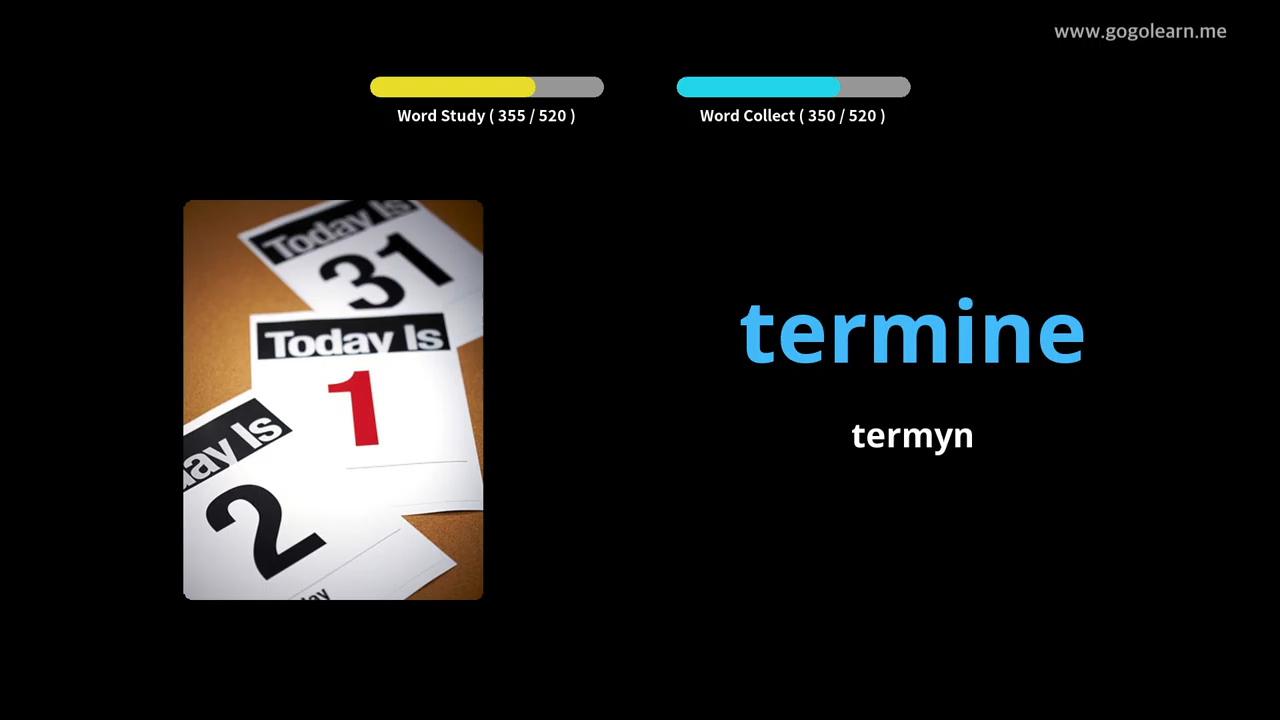 www.gogolearn.me
Word Study ( 355 / 520 )
Word Collect ( 350 / 520 )
Today Is
31
Today Is
1
ay Is
2
termine
termyn